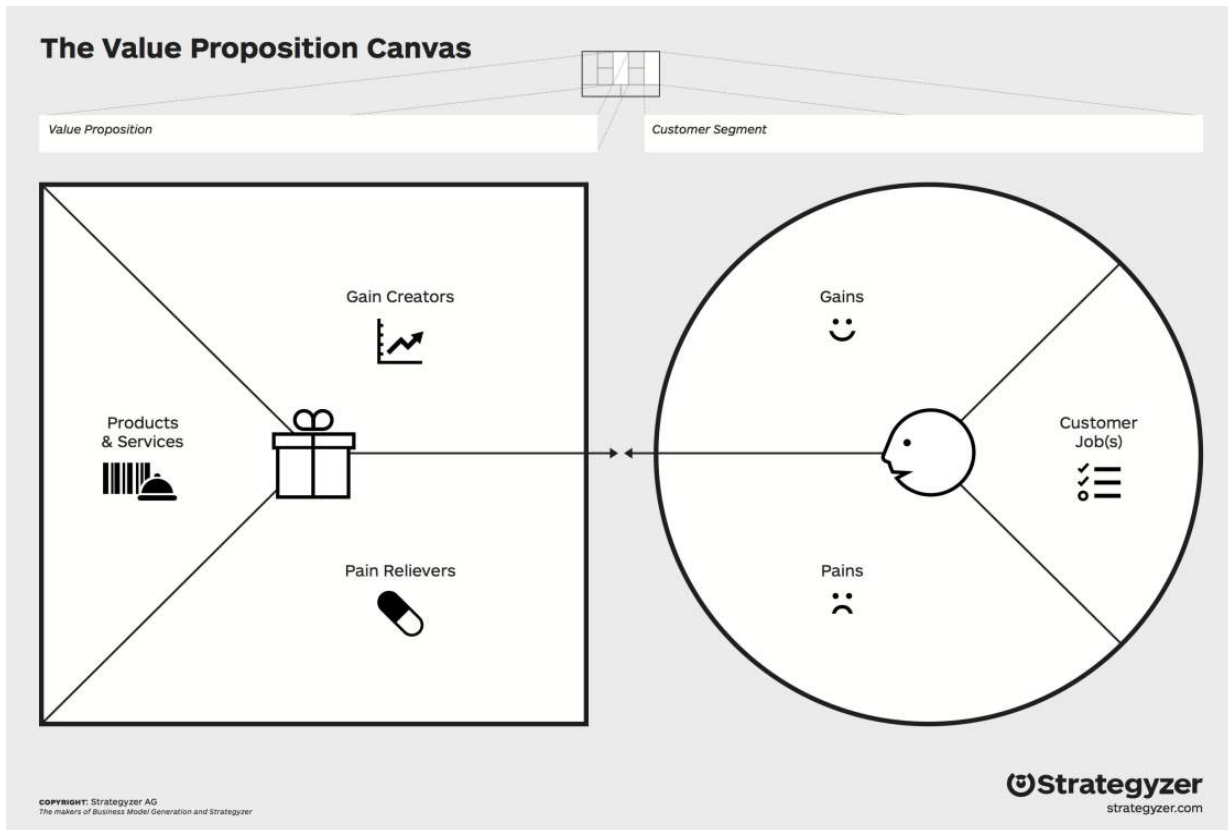 The Value Proposition Canvas
Value Proposition
Customer Segment
Gain Creators
Products
& Services
Pain Relievers
Gains
Customer
Job(s)
Pains
COPYRIGHT: Strategyzer AG
The makers of Business Model Generation and Strategyzer
Strategyzer
strategyzer.com